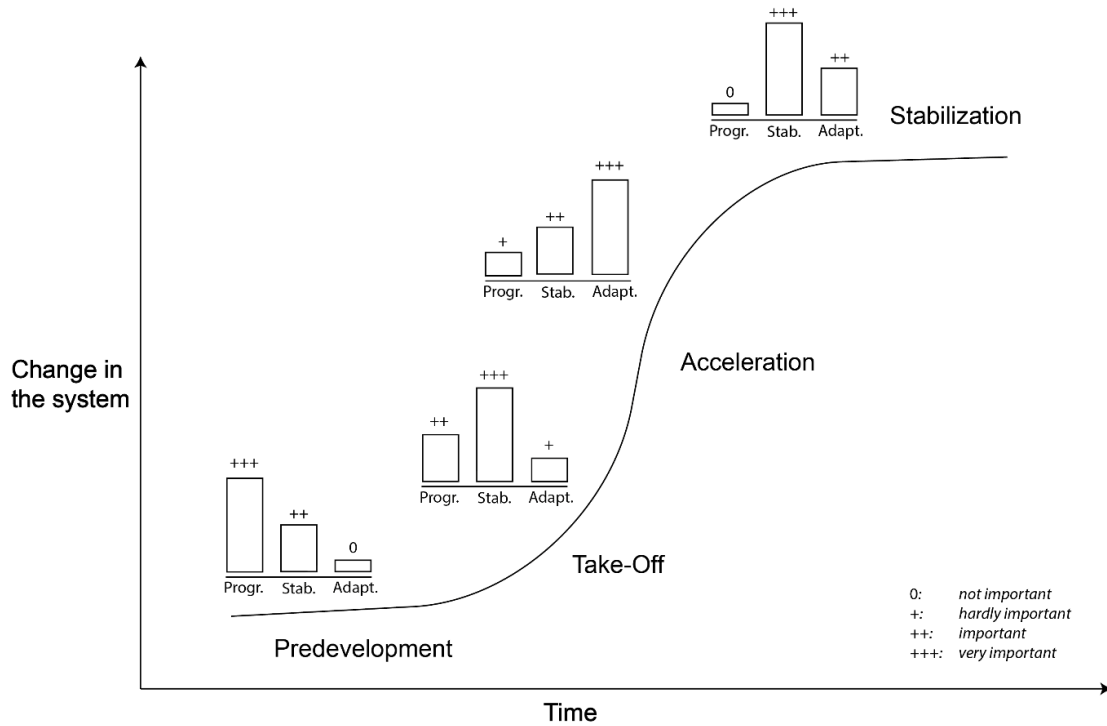 +++
0
++
Progr. Stab. Adapt.
Stabilization
+++
++
+
Progr. Stab. Adapt.
Acceleration
Change in
the system
+++
++
+
Progr. Stab. Adapt.
Take-Off
+++
++
0
Progr. Stab. Adapt.
Predevelopment
0: not important
+: hardly important
++: important
+++: very important
Time